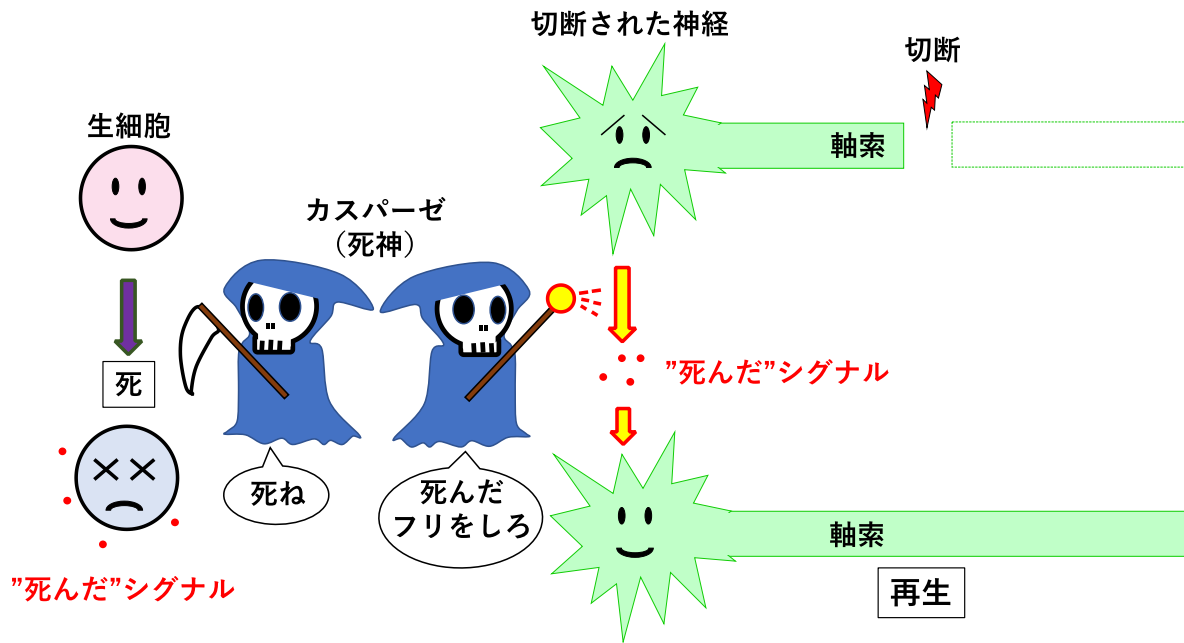 切断された神経
切断
生細胞
軸索
カスパーゼ
（死神）
死
”死んだ”シグナル
死ね
死んだ
フリをしろ
軸索
”死んだ”シグナル
再生